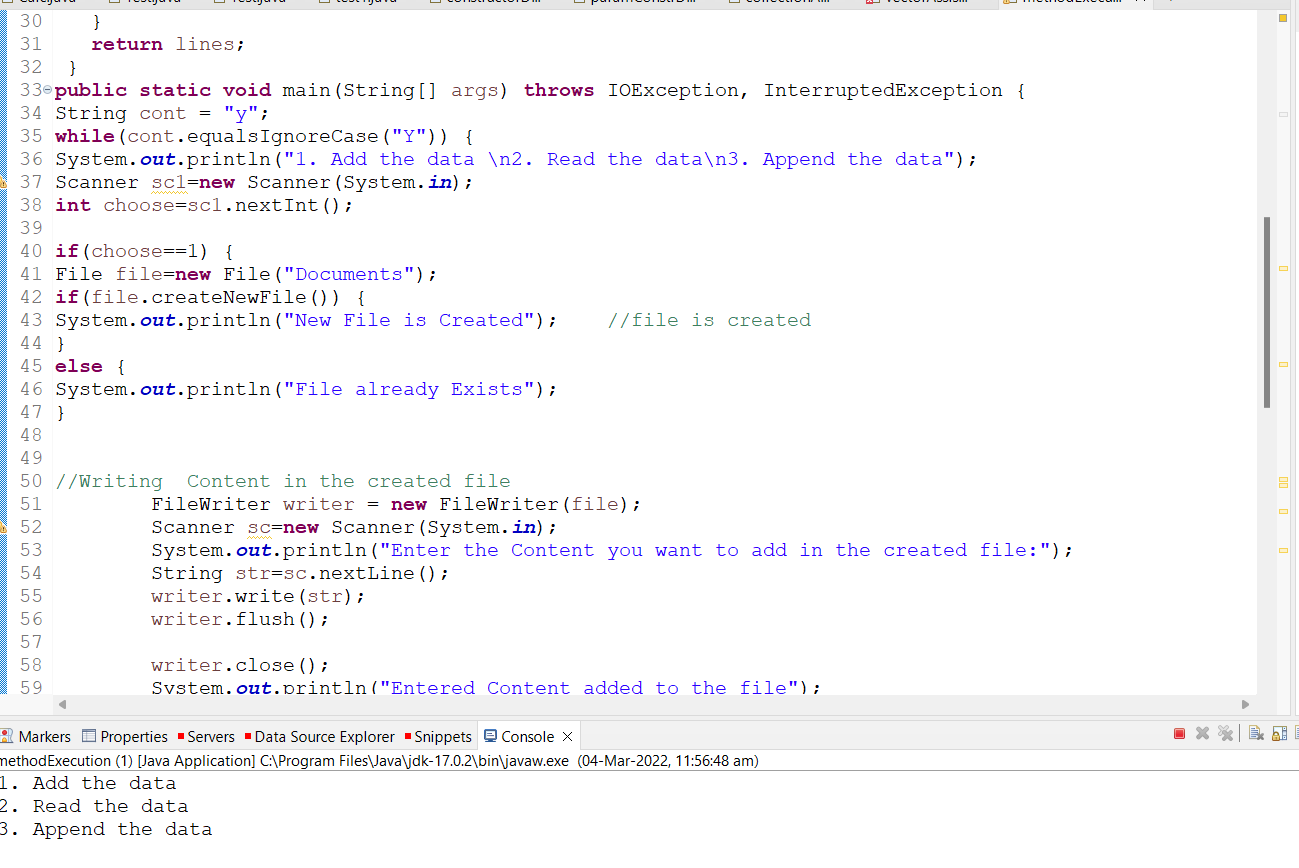 30 }
31 return lines;
32 }
33 public static void main(String[] args) throws IOException, InterruptedException {
34 String cont = "y";
35 while(cont.equalsIgnoreCase("Y")) {
36 System.out.println("1. Add the data \n2. Read the data\n3. Append the data");
37 Scanner sc1=new Scanner(System.in);
38 int choose=sc1.nextInt();
39
40 if(choose==1) {
41 File file=new File("Documents");
42 if(file.createNewFile()) {
43 System.out.println("New File is Created"); //file is created
44 }
45 else {
46 System.out.println("File already Exists");
47 }
48
49
50 //Writing  Content in the created file
51 FileWriter writer = new FileWriter(file);
52 Scanner sc=new Scanner(System.in);
53 System.out.println("Enter the Content you want to add in the created file:");
54 String str=sc.nextLine();
55 writer.write(str);
56 writer.flush();
57
58 writer.close();
59 System.out.println("Entered Content added to the file");
Markers Properties Servers Data Source Explorer Snippets Console
methodExecution (1) [Java Application] C:\Program Files\Java\jdk-17.0.2\bin\javaw.exe (04-Mar-2022, 11:56:48 am)
1. Add the data
2. Read the data
3. Append the data